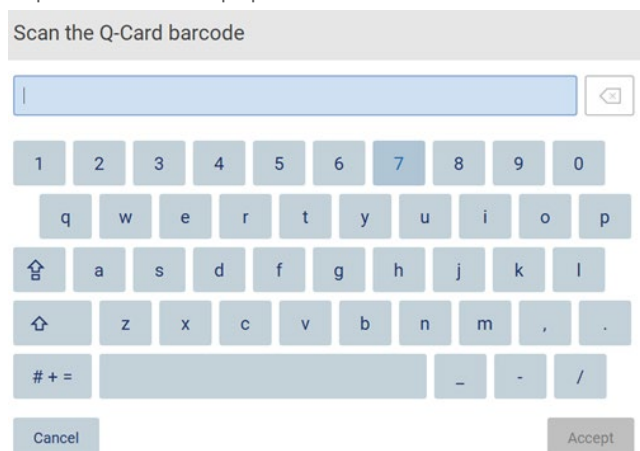 Scan the Q-Card barcode
1 2 3 4 5 6 7 8 9 0
q w e r t y u i o p
a s d f g h j k l
z x c v b n m , .
# + = _ - /
Cancel Accept